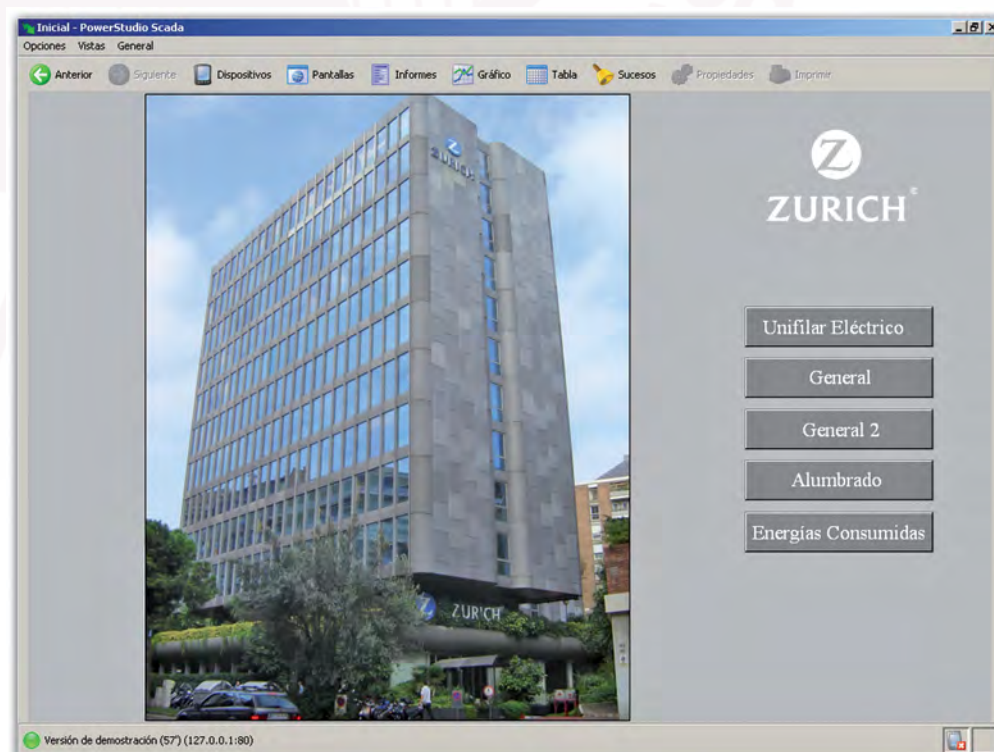 Inicial - PowerStudio Scada
Opciones Vistas General
Anterior Siguiente Dispositivos Pantallas Informes Gráfico Tabla Sucesos Propiedades Imprimir
Z
ZURICH
Z
ZURICH®
Unifilar Eléctrico
General
General 2
Alumbrado
Energías Consumidas
Z ZURICH
Versión de demostración (57') (127.0.0.1:80)